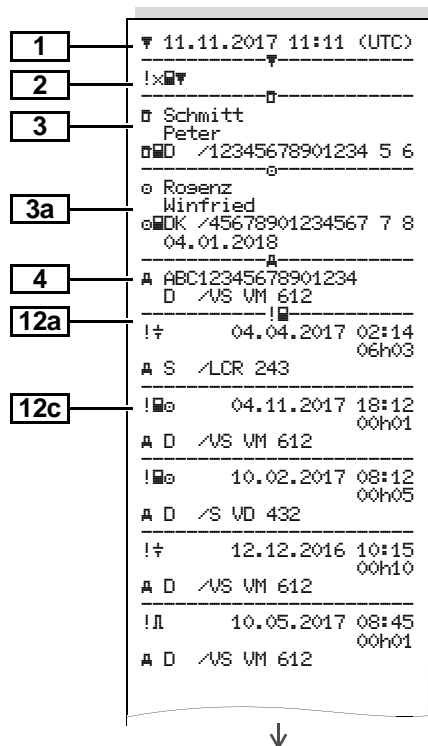 1 ▼ 11.11.2017 11:11 (UTC)
2 !x▼
3 Schmitt
Peter
D /12345678901234 5 6
Rosenz
3a Winfried
DK /45678901234567 7 8
04.01.2018
4 A ABC12345678901234
D /VS VM 612
12a !
!÷ 04.04.2017 02:14
06h03
A S /LCR 243
12c ! 04.11.2017 18:12
00h01
A D /VS VM 612
! 10.02.2017 08:12
00h05
A D /S VD 432
!÷ 12.12.2016 10:15
00h10
A D /VS VM 612
! 10.05.2017 08:45
00h01
A D /VS VM 612